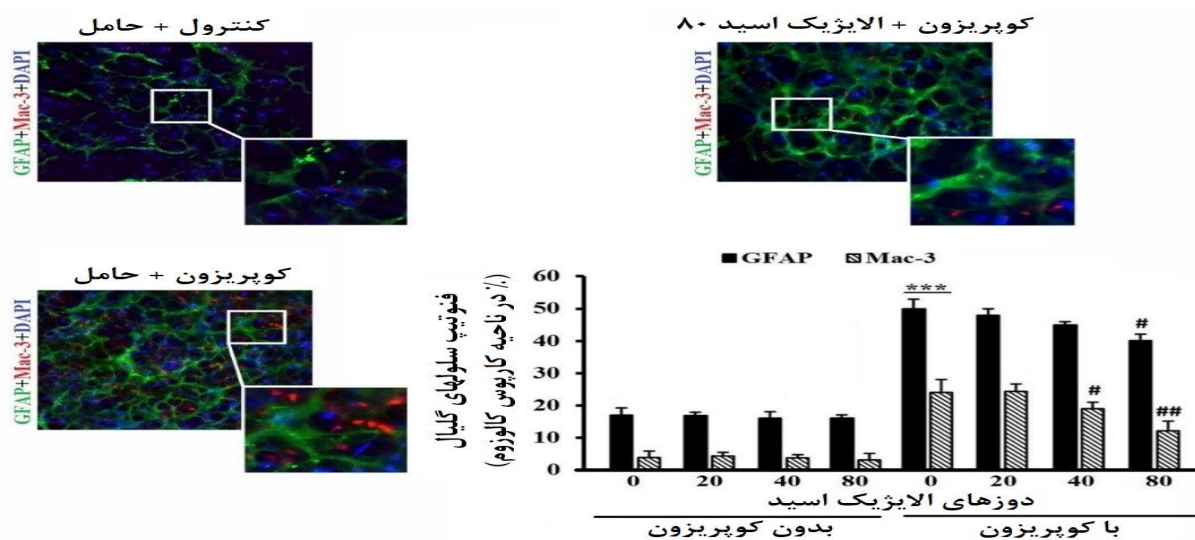 کنترول + حامل
GFAP+Mac-3+DAPI
کوپریزون + الایژیک اسید ۸۰
GFAP+Mac-3+DAPI
کوپریزون + حامل
GFAP+Mac-3+DAPI
فنوتیپ سلولهای گلیال
(٪ در ناحیه کارپوس کالوزوم)
GFAP Mac-3
60
50
40
30
20
10
0
***
#
#
##
0 20 40 80 0 20 40 80
دوزهای الایژیک اسید
بدون کوپریزون
با کوپریزون